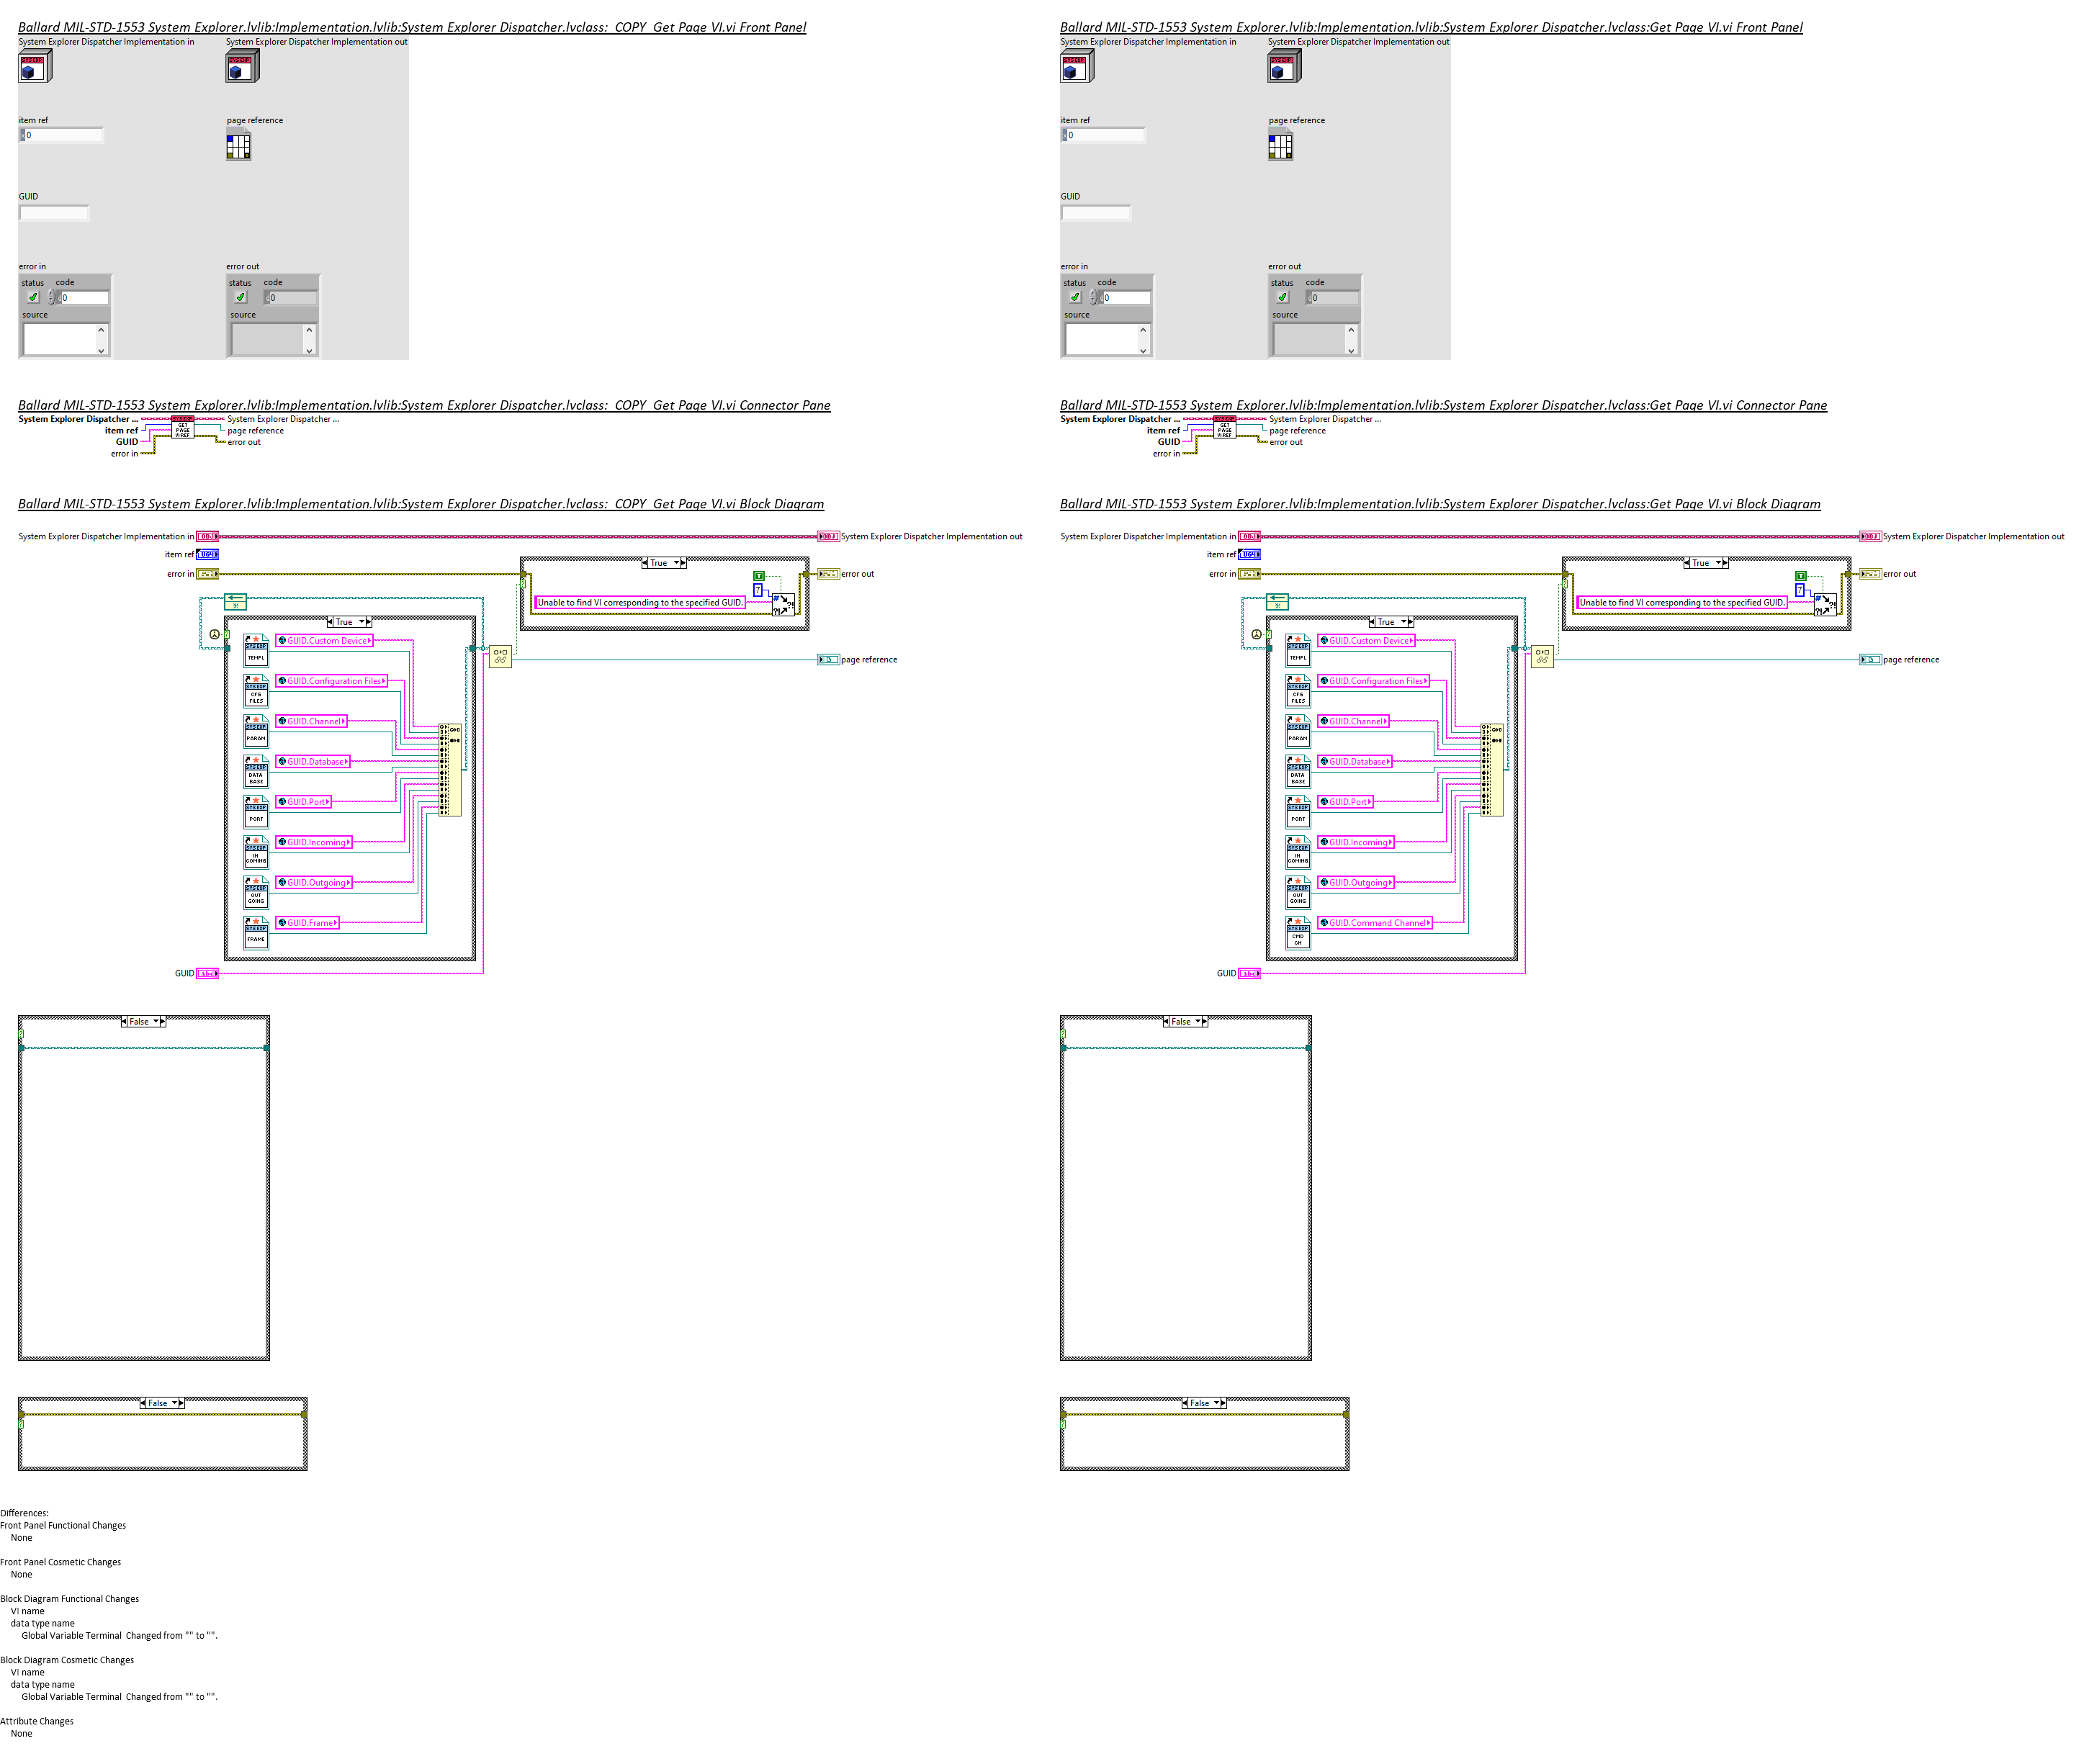 Ballard MIL-STD-1553 System Explorer.lvlib:Implementation.lvlib:System Explorer Dispatcher.lvclass:_COPY_Get Page VI.vi Front Panel
System Explorer Dispatcher Implementation in
System Explorer Dispatcher Implementation out
item ref
0
page reference
GUID
error in
status
code
0
source
error out
status
code
0
source
Ballard MIL-STD-1553 System Explorer.lvlib:Implementation.lvlib:System Explorer Dispatcher.lvclass:_COPY_Get Page VI.vi Connector Pane
System Explorer Dispatcher ...
item ref
GUID
error in
GET
PAGE
VI REF
System Explorer Dispatcher ...
page reference
error out
Ballard MIL-STD-1553 System Explorer.lvlib:Implementation.lvlib:System Explorer Dispatcher.lvclass:_COPY_Get Page VI.vi Block Diagram
System Explorer Dispatcher Implementation in
OBJ
OBJ
System Explorer Dispatcher Implementation out
item ref
U64
error in
True
T
7
Unable to find VI corresponding to the specified GUID.
error out
True
TEMPL
GUID.Custom Device
page reference
CFG
FILES
GUID.Configuration Files
PARAM
GUID.Channel
DATA
BASE
GUID.Database
PORT
GUID.Port
IN
COMING
GUID.Incoming
OUT
GOING
GUID.Outgoing
FRAME
GUID.Frame
GUID
abc
False
False
Ballard MIL-STD-1553 System Explorer.lvlib:Implementation.lvlib:System Explorer Dispatcher.lvclass:Get Page VI.vi Front Panel
System Explorer Dispatcher Implementation in
System Explorer Dispatcher Implementation out
item ref
0
page reference
GUID
error in
status
code
0
source
error out
status
code
0
source
Ballard MIL-STD-1553 System Explorer.lvlib:Implementation.lvlib:System Explorer Dispatcher.lvclass:Get Page VI.vi Connector Pane
System Explorer Dispatcher ...
item ref
GUID
error in
GET
PAGE
VI REF
System Explorer Dispatcher ...
page reference
error out
Ballard MIL-STD-1553 System Explorer.lvlib:Implementation.lvlib:System Explorer Dispatcher.lvclass:Get Page VI.vi Block Diagram
System Explorer Dispatcher Implementation in
OBJ
OBJ
System Explorer Dispatcher Implementation out
item ref
U64
error in
True
T
7
Unable to find VI corresponding to the specified GUID.
error out
True
TEMPL
GUID.Custom Device
page reference
CFG
FILES
GUID.Configuration Files
PARAM
GUID.Channel
DATA
BASE
GUID.Database
PORT
GUID.Port
IN
COMING
GUID.Incoming
OUT
GOING
GUID.Outgoing
CMD
CH
GUID.Command Channel
GUID
abc
False
False
Differences:
Front Panel Functional Changes
None
Front Panel Cosmetic Changes
None
Block Diagram Functional Changes
VI name
data type name
Global Variable Terminal  Changed from "" to "".
Block Diagram Cosmetic Changes
VI name
data type name
Global Variable Terminal  Changed from "" to "".
Attribute Changes
None